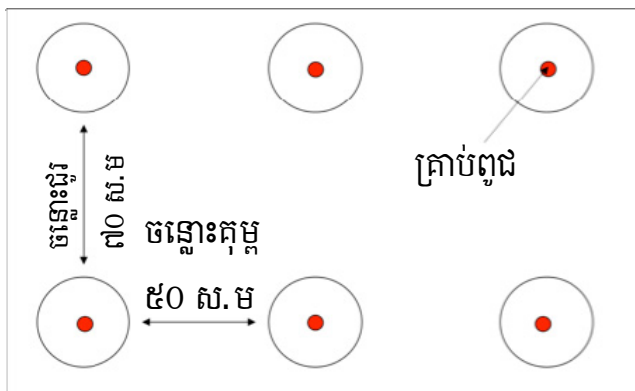 គ្រាប់ពូជ
ចន្លោះជួរ
៧០ ស.ម
ចន្លោះគុម្ព
៥០ ស.ម